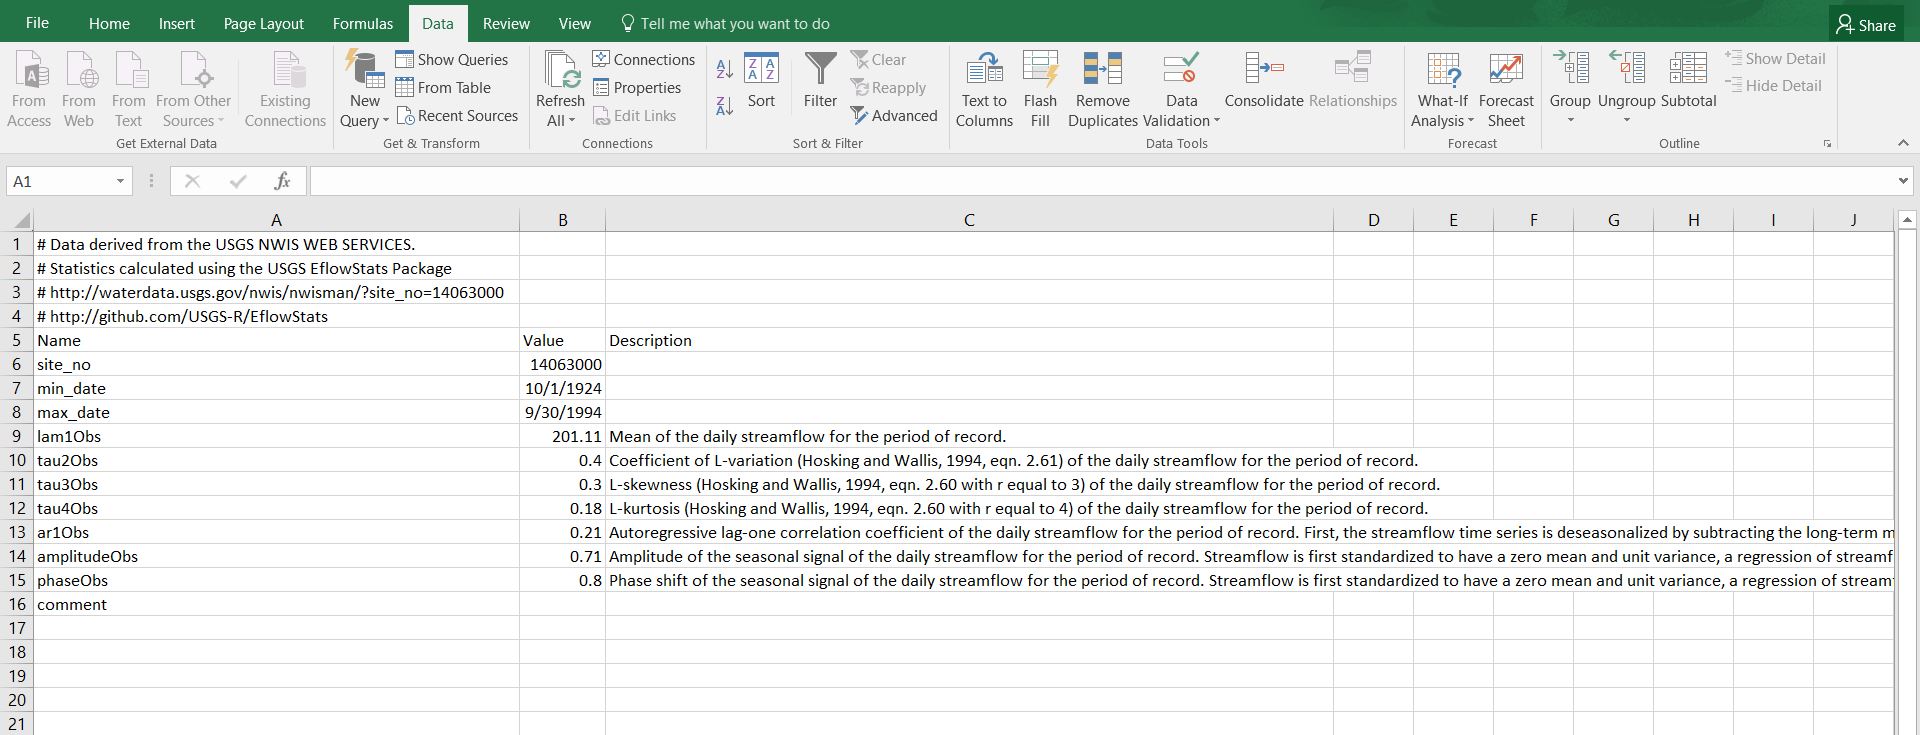 File Home Insert Page Layout Formulas Data Review View Tell me what you want to do Share
From Access From Web From Text From Other Sources Existing Connections New Query Show Queries From Table Recent Sources Refresh All Connections Properties Edit Links Sort Filter Clear Reapply Advanced Text to Columns Flash Fill Remove Duplicates Data Validation Consolidate Relationships What-If Analysis Forecast Sheet Group Ungroup Subtotal Show Detail Hide Detail
Get External Data Get & Transform Connections Sort & Filter Data Tools Forecast Outline
A1 fx
A B C D E F G H I J
1 # Data derived from the USGS NWIS WEB SERVICES.
2 # Statistics calculated using the USGS EflowStats Package
3 # http://waterdata.usgs.gov/nwis/nwisman/?site_no=14063000
4 # http://github.com/USGS-R/EflowStats
5 Name Value Description
6 site_no 14063000
7 min_date 10/1/1924
8 max_date 9/30/1994
9 lam1Obs 201.11 Mean of the daily streamflow for the period of record.
10 tau2Obs 0.4 Coefficient of L-variation (Hosking and Wallis, 1994, eqn. 2.61) of the daily streamflow for the period of record.
11 tau3Obs 0.3 L-skewness (Hosking and Wallis, 1994, eqn. 2.60 with r equal to 3) of the daily streamflow for the period of record.
12 tau4Obs 0.18 L-kurtosis (Hosking and Wallis, 1994, eqn. 2.60 with r equal to 4) of the daily streamflow for the period of record.
13 ar1Obs 0.21 Autoregressive lag-one correlation coefficient of the daily streamflow for the period of record. First, the streamflow time series is deseasonalized by subtracting the long-term m
14 amplitudeObs 0.71 Amplitude of the seasonal signal of the daily streamflow for the period of record. Streamflow is first standardized to have a zero mean and unit variance, a regression of streamf
15 phaseObs 0.8 Phase shift of the seasonal signal of the daily streamflow for the period of record. Streamflow is first standardized to have a zero mean and unit variance, a regression of stream
16 comment
17
18
19
20
21